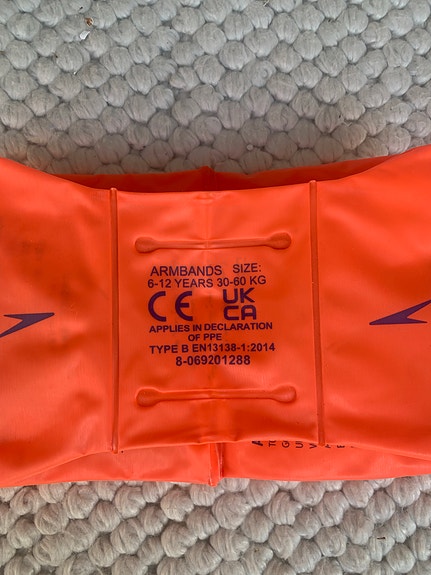 ARMBANDS SIZE:
6-12 YEARS 30-60 KG
CE UK
CA
APPLIES IN DECLARATION
OF PPE
TYPE B EN13138-1:2014
8-069201288